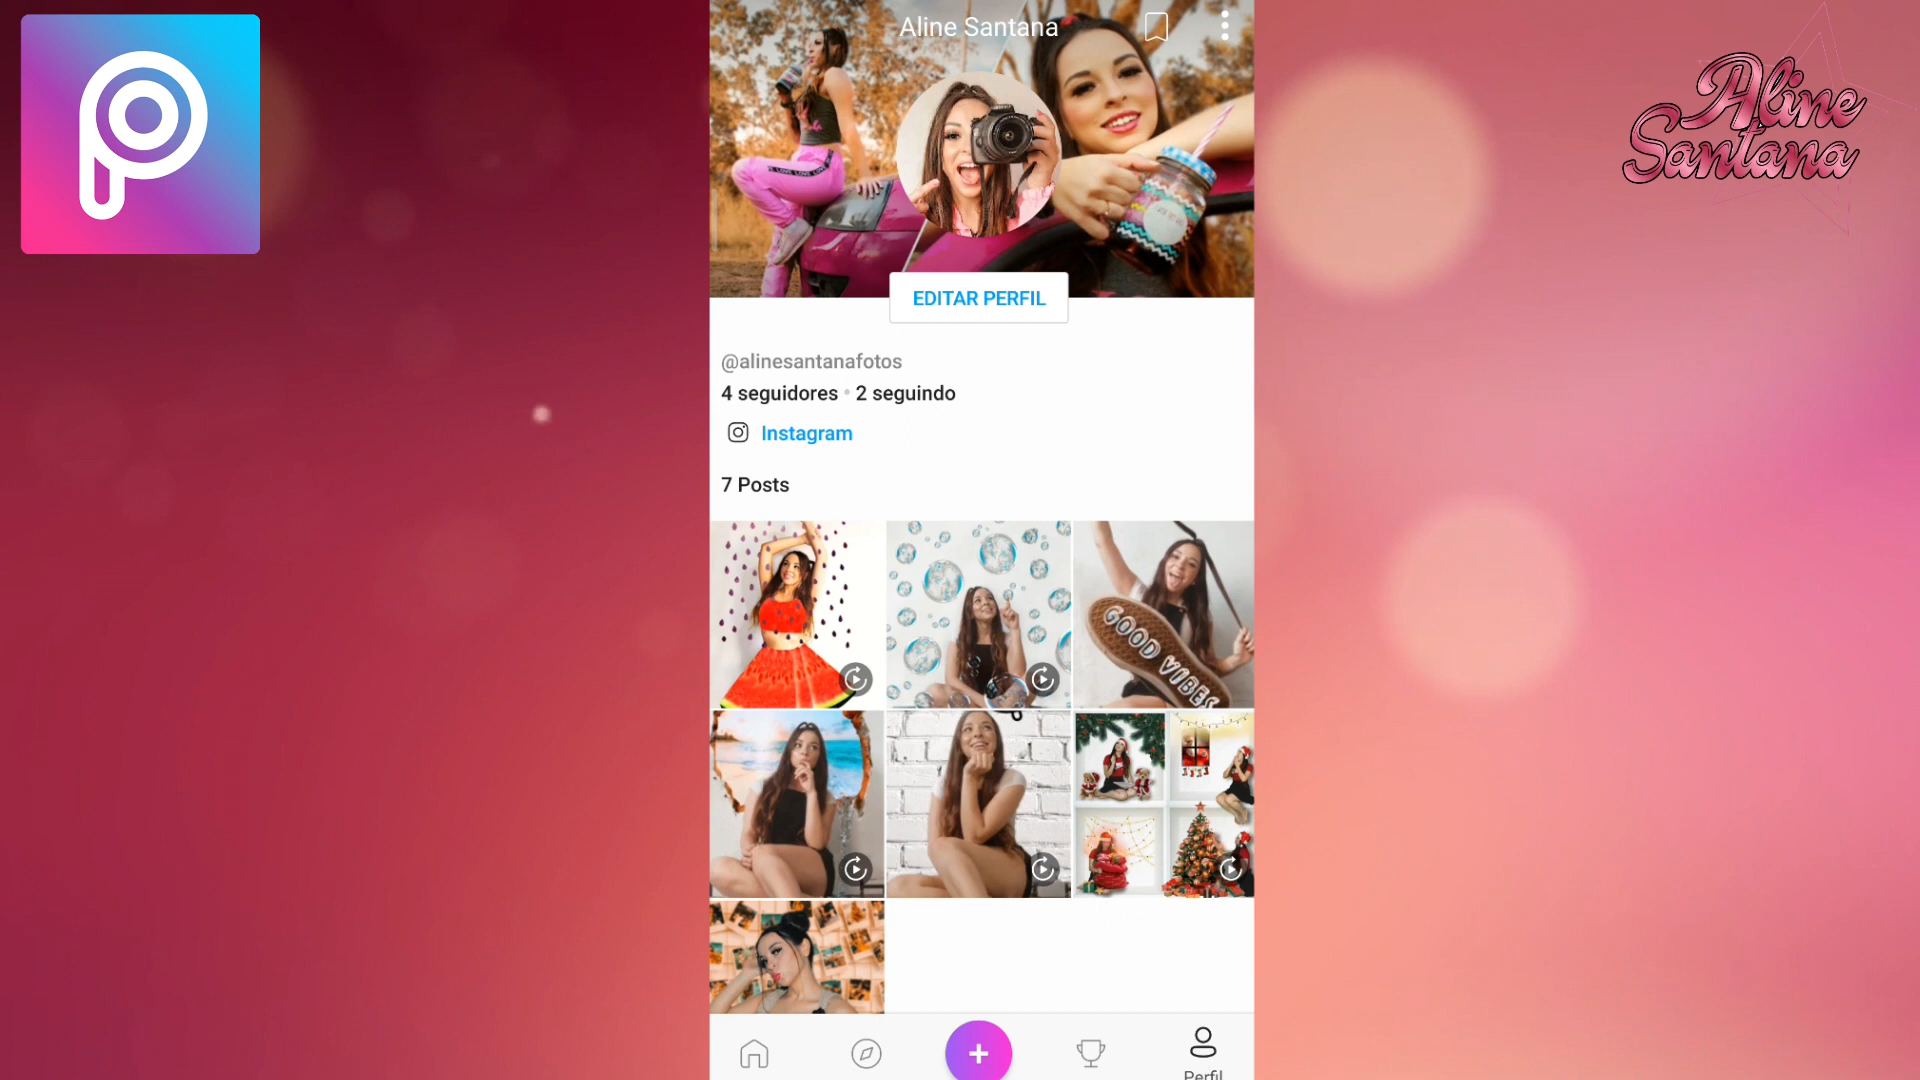 Aline Santana
Aline
Santana
EDITAR PERFIL
@alinesantanafotos
4 seguidores • 2 seguindo
Instagram
7 Posts
GOOD VIBES
Perfil